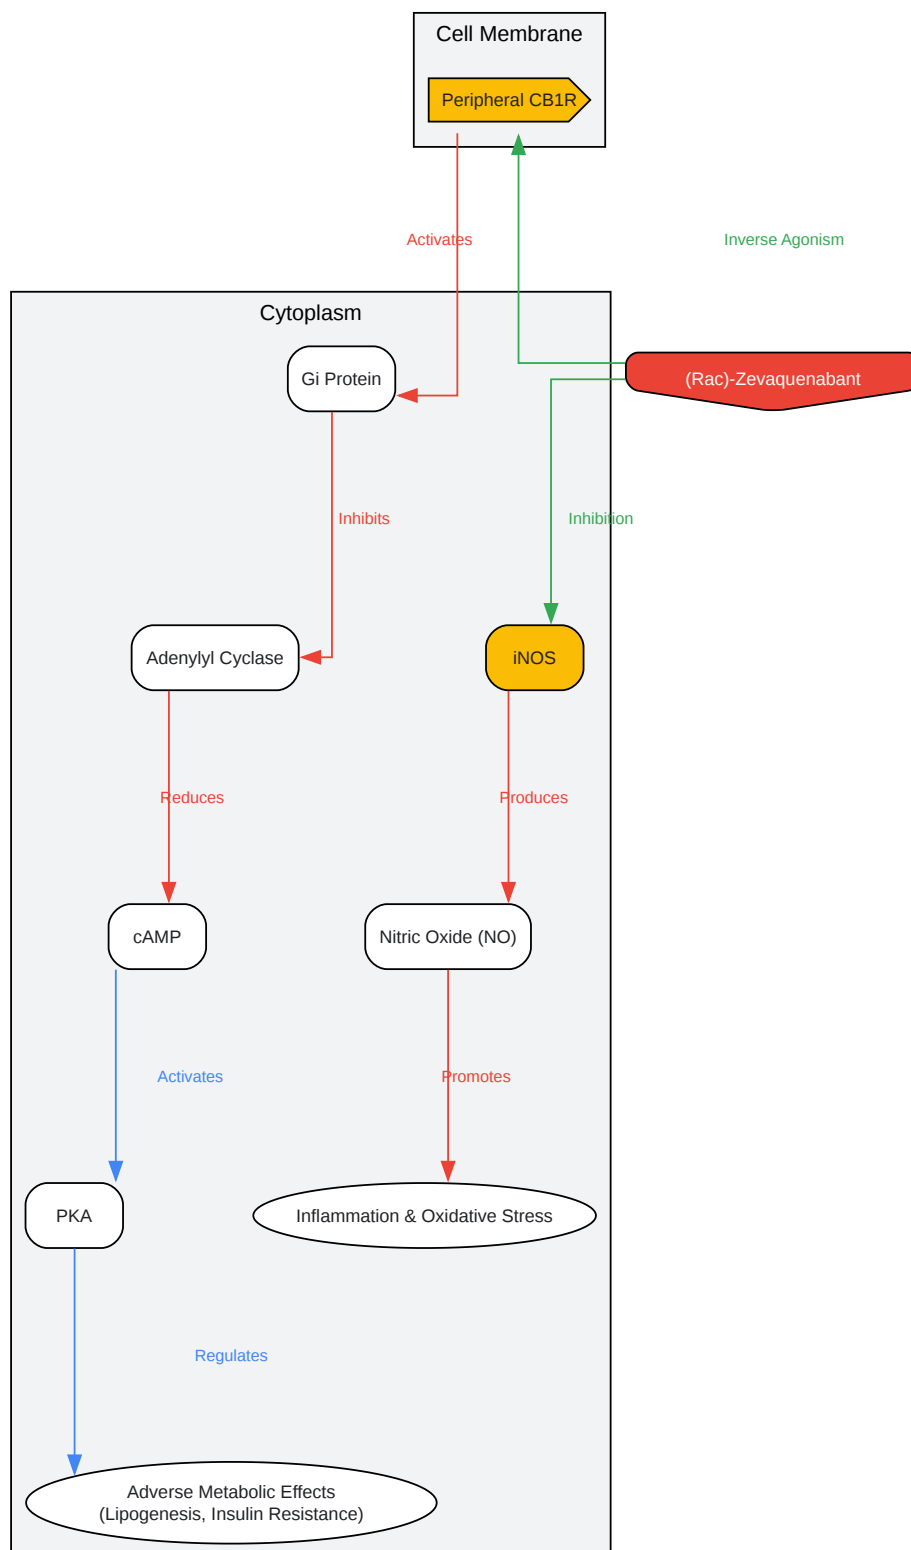 Cell Membrane
Peripheral CB1R
Activates
Inverse Agonism
Cytoplasm
Gi Protein
(Rac)-Zevaquenabant
Inhibits
Inhibition
Adenylyl Cyclase
iNOS
Reduces
Produces
cAMP
Nitric Oxide (NO)
Activates
Promotes
PKA
Inflammation & Oxidative Stress
Regulates
Adverse Metabolic Effects
(Lipogenesis, Insulin Resistance)